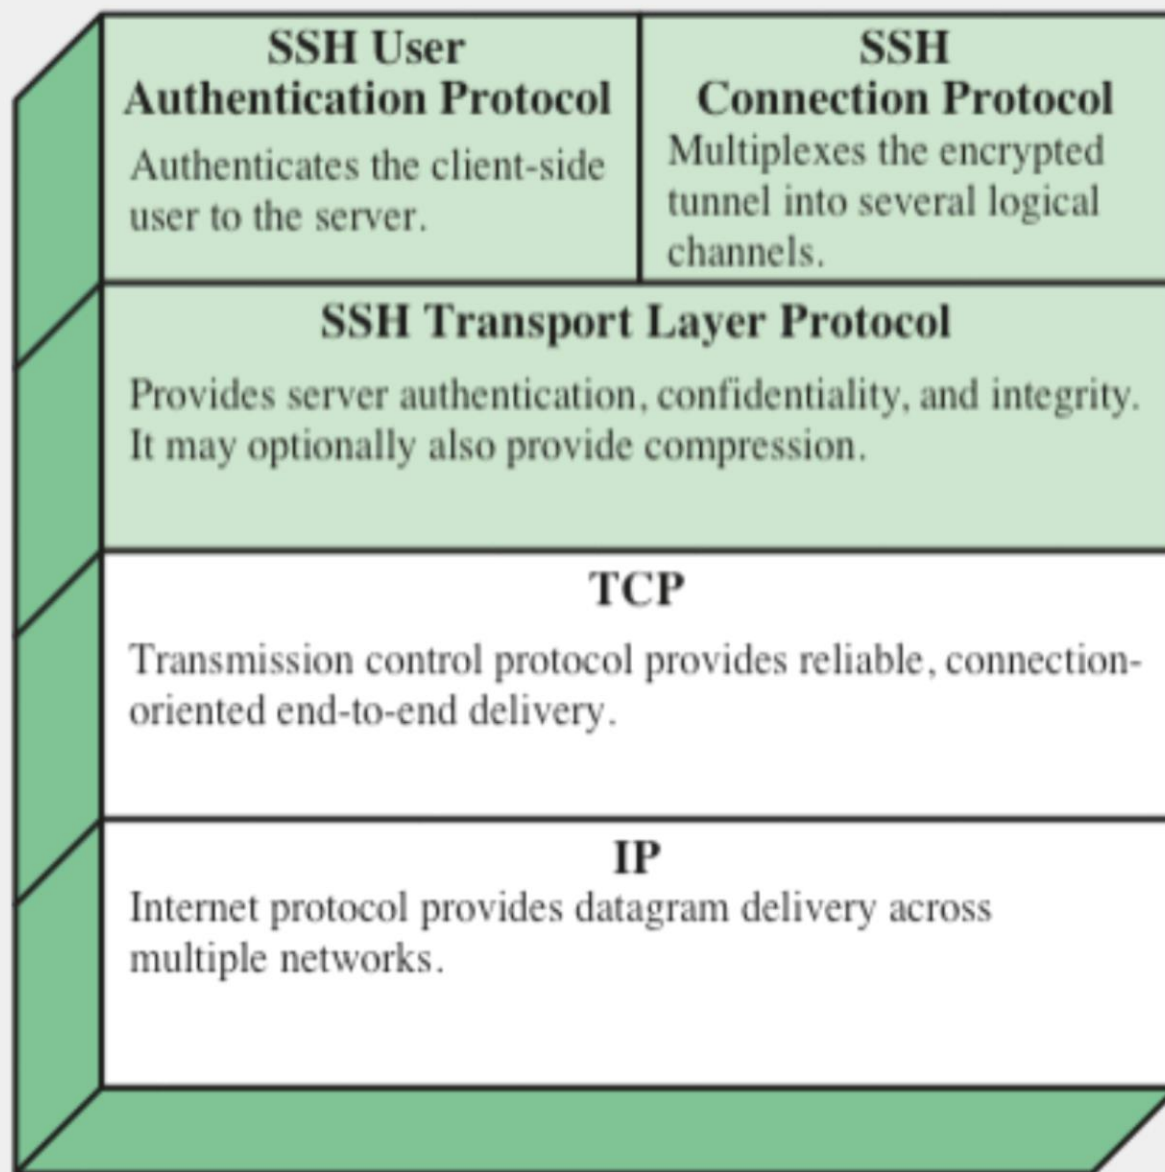 SSH User
Authentication Protocol
Authenticates the client-side
user to the server.
SSH
Connection Protocol
Multiplexes the encrypted
tunnel into several logical
channels.
SSH Transport Layer Protocol
Provides server authentication, confidentiality, and integrity.
It may optionally also provide compression.
TCP
Transmission control protocol provides reliable, connection-
oriented end-to-end delivery.
IP
Internet protocol provides datagram delivery across
multiple networks.